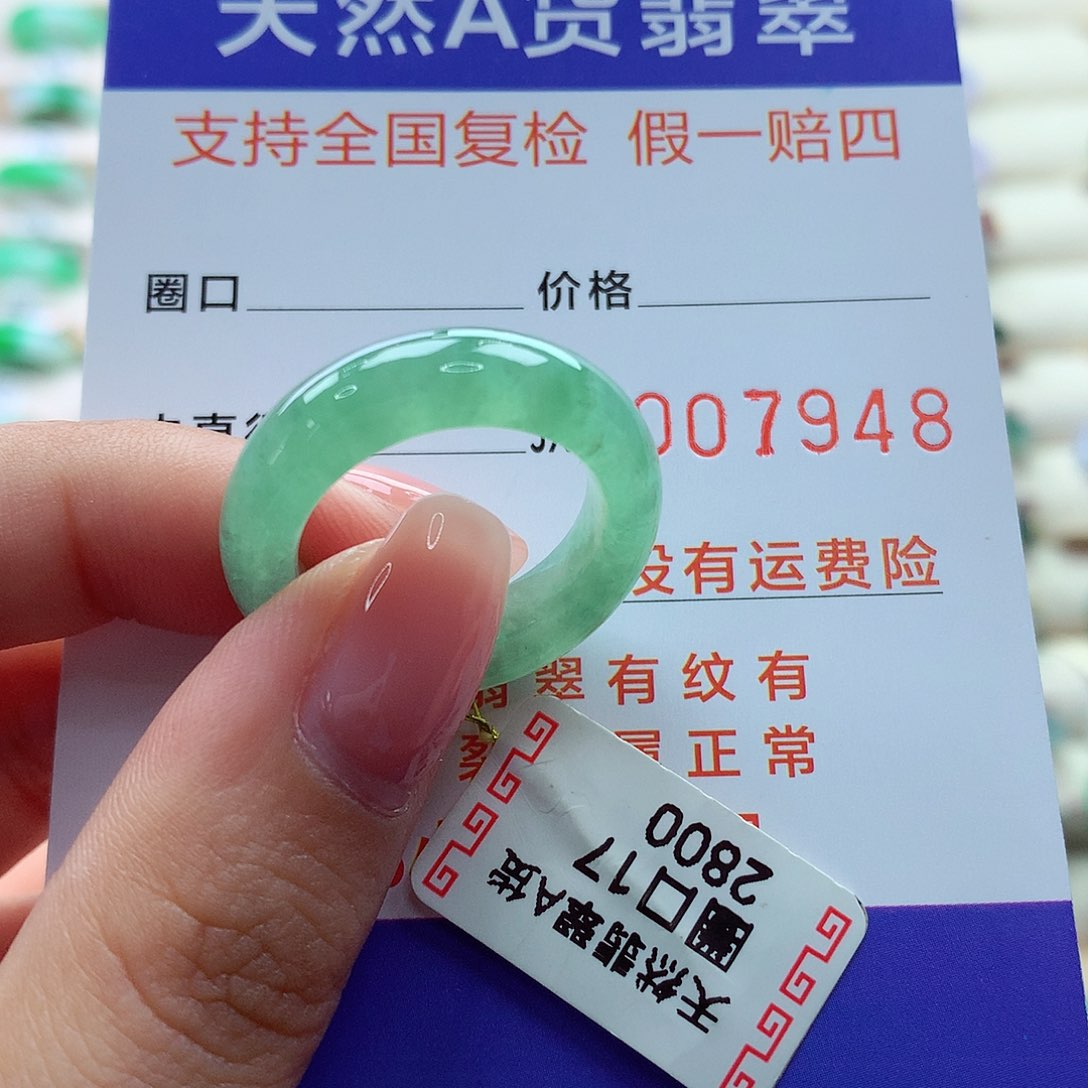 天然A货翡翠
支持全国复检 假一赔四
圈口 价格
007948
没有运费险
翡翠有纹有
正常
天然翡翠A货
圈口17
2800